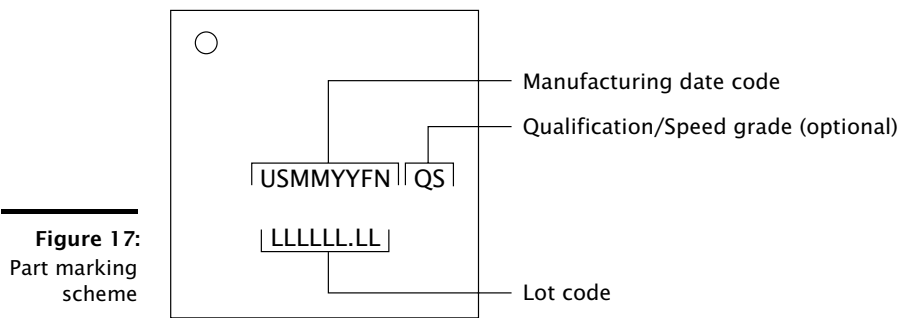 Manufacturing date code
Qualification/Speed grade (optional)
USMMYYFN QS
LLLLLL.LL
Lot code
Figure 17:
Part marking
scheme